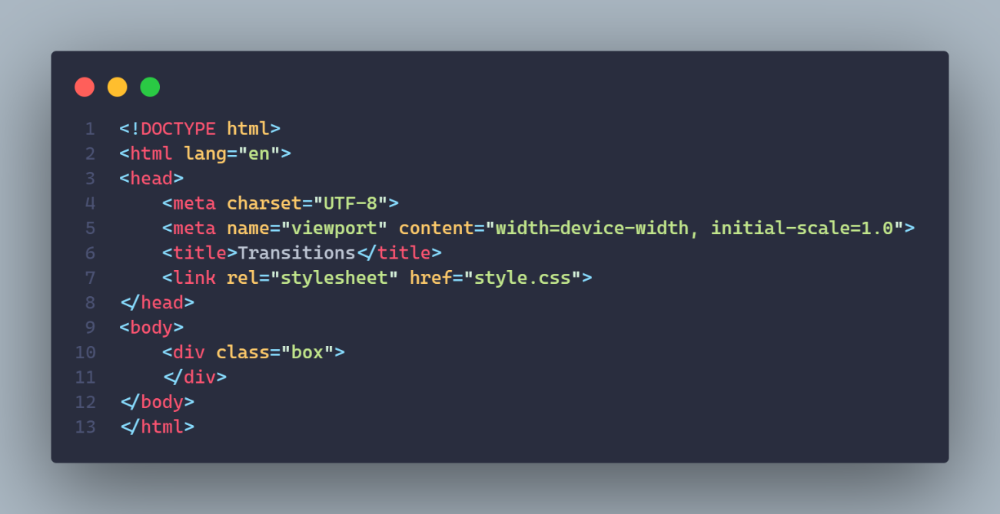 1 <!DOCTYPE html>
2 <html lang="en">
3 <head>
4     <meta charset="UTF-8">
5     <meta name="viewport" content="width=device-width, initial-scale=1.0">
6     <title>Transitions</title>
7     <link rel="stylesheet" href="style.css">
8 </head>
9 <body>
10     <div class="box">
11     </div>
12 </body>
13 </html>